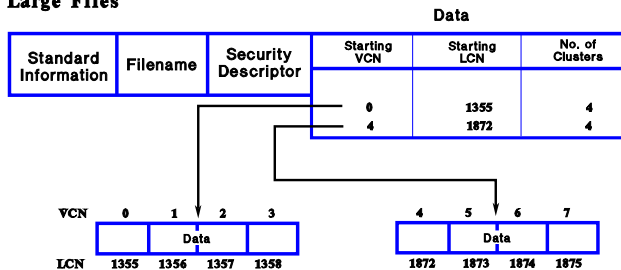 Large Files
Data
Standard Information
Filename
Security Descriptor
Starting VCN
Starting LCN
No. of Clusters
0 1355 4
4 1872 4
VCN 0 1 2 3
Data
LCN 1355 1356 1357 1358
4 5 6 7
Data
1872 1873 1874 1875